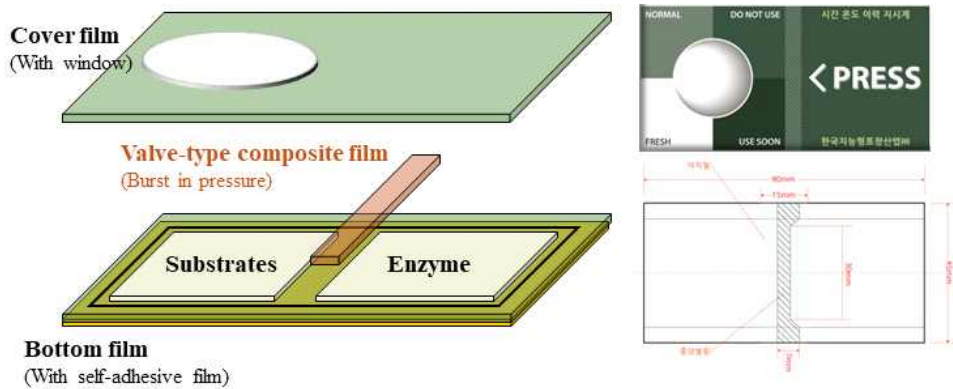 Cover film
(With window)
Valve-type composite film
(Burst in pressure)
Substrates
Enzyme
Bottom film
(With self-adhesive film)
NORMAL
DO NOT USE
시간 온도 이력 지시계
< PRESS
FRESH
USE SOON
한국지능형포장산업㈜
15mm
30mm
45mm